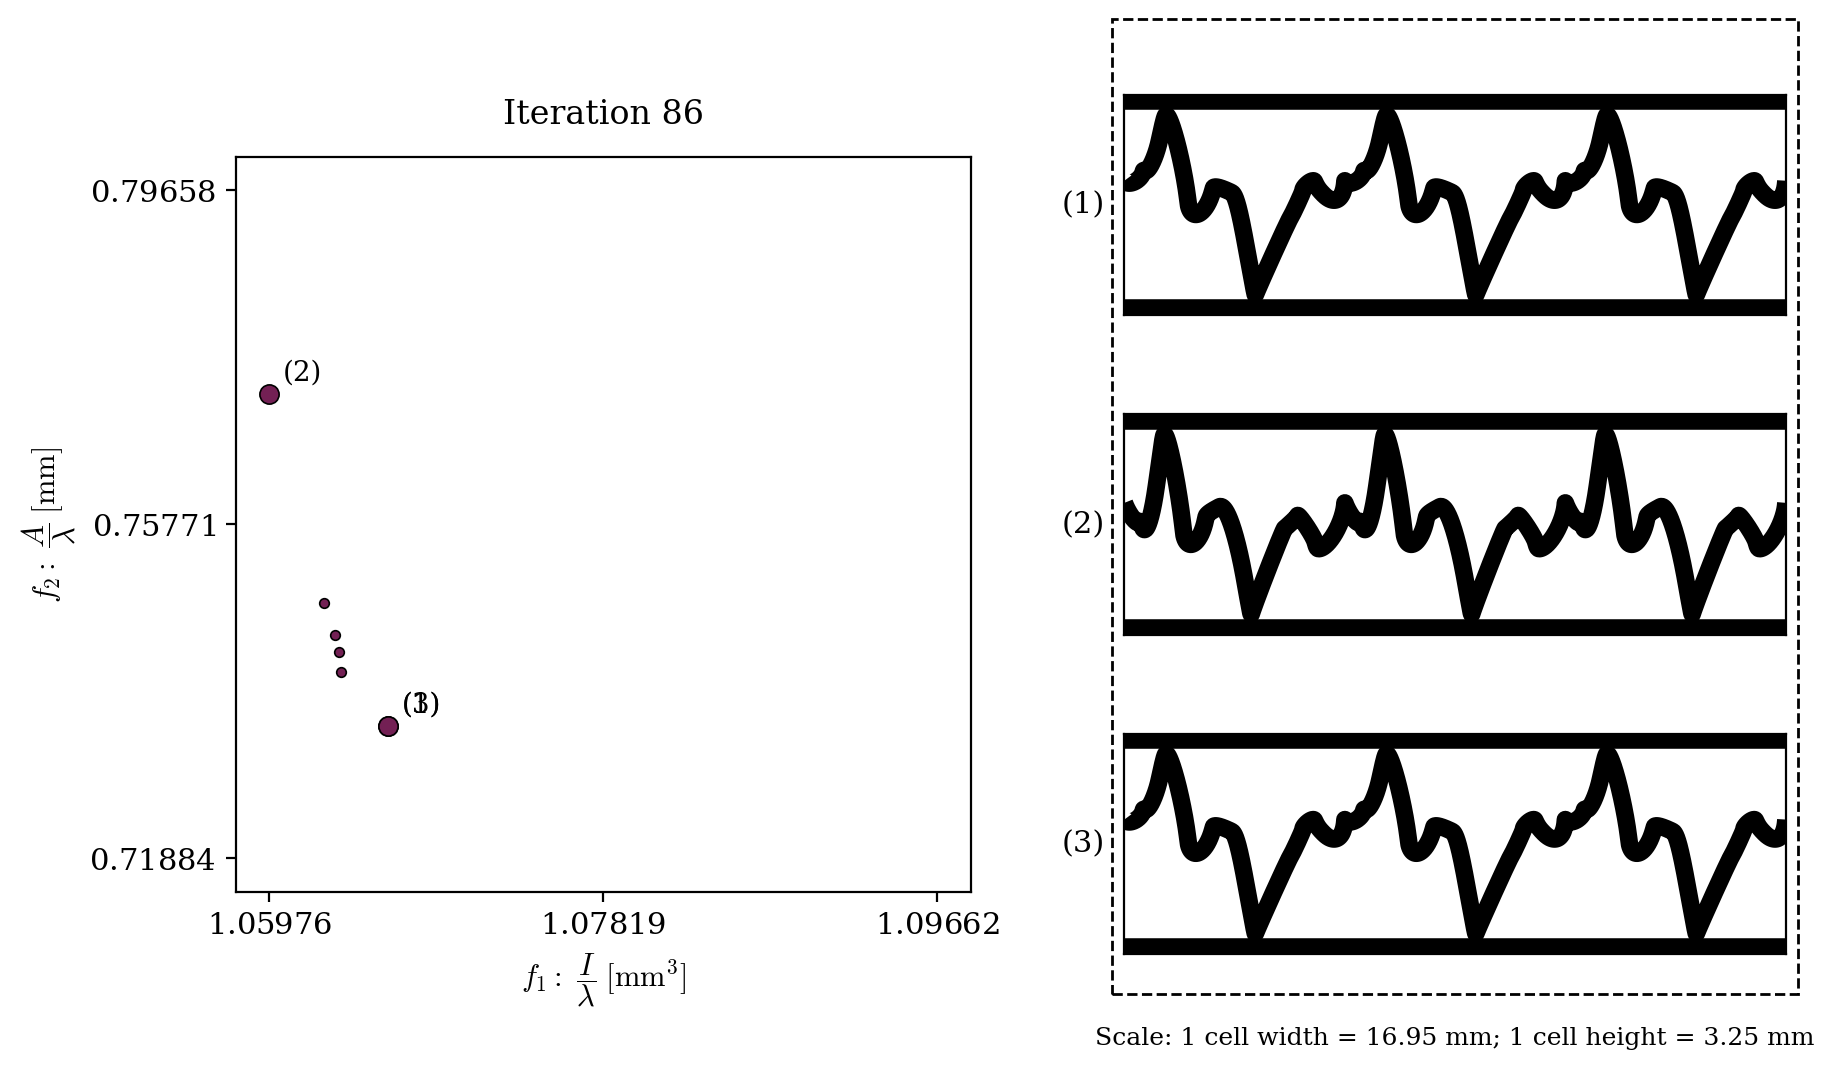 Iteration 86
0.79658
0.75771
0.71884
f₂ : A/λ [mm]
(2)
(1)
(3)
1.05976 1.07819 1.09662
f₁ : I/λ [mm³]
(1)
(2)
(3)
Scale: 1 cell width = 16.95 mm; 1 cell height = 3.25 mm